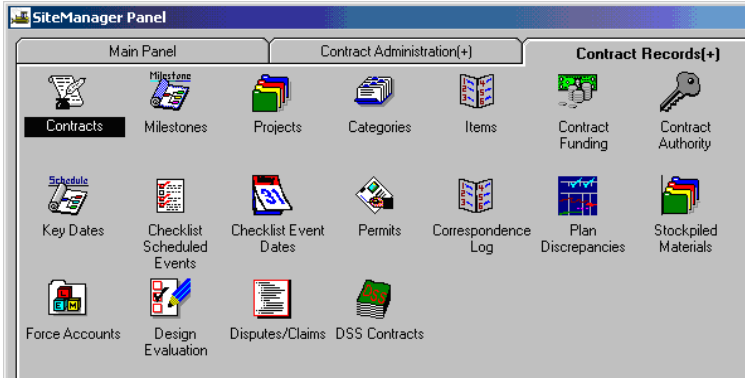 SiteManager Panel
Main Panel
Contract Administration(+)
Contract Records(+)
Milestone
Contracts
Milestones
Projects
Categories
Items
Contract
Funding
Contract
Authority
Schedule
31
Key Dates
Checklist
Scheduled
Events
Checklist Event
Dates
Permits
Correspondence
Log
Plan
Discrepancies
Stockpiled
Materials
L
E M
DSS
Force Accounts
Design
Evaluation
Disputes/Claims
DSS Contracts